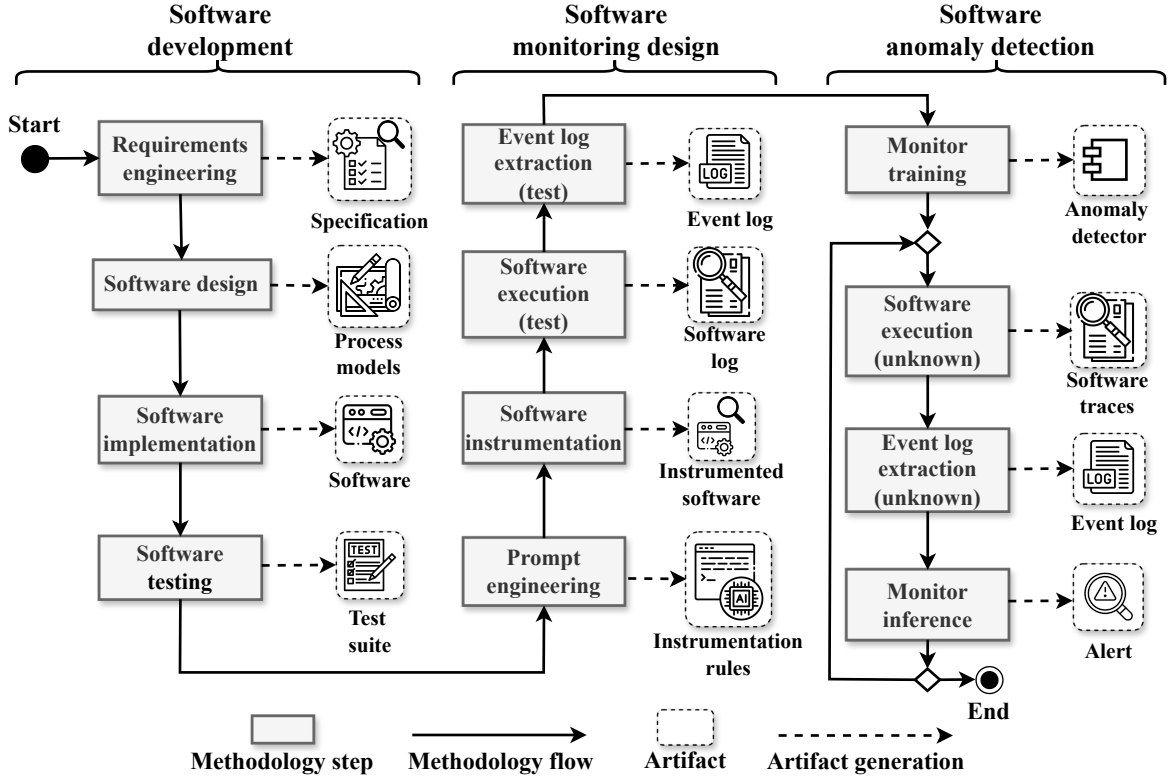 Software
development
Software
monitoring design
Software
anomaly detection
Start
Requirements
engineering
Specification
Software design
Process
models
Software
implementation
Software
Software
testing
TEST
Test
suite
Event log
extraction
(test)
LOG
Event log
Software
execution
(test)
Software
log
Software
instrumentation
Instrumented
software
Prompt
engineering
AI
Instrumentation
rules
Monitor
training
Anomaly
detector
Software
execution
(unknown)
Software
traces
Event log
extraction
(unknown)
LOG
Event log
Monitor
inference
Alert
End
Methodology step
Methodology flow
Artifact
Artifact generation